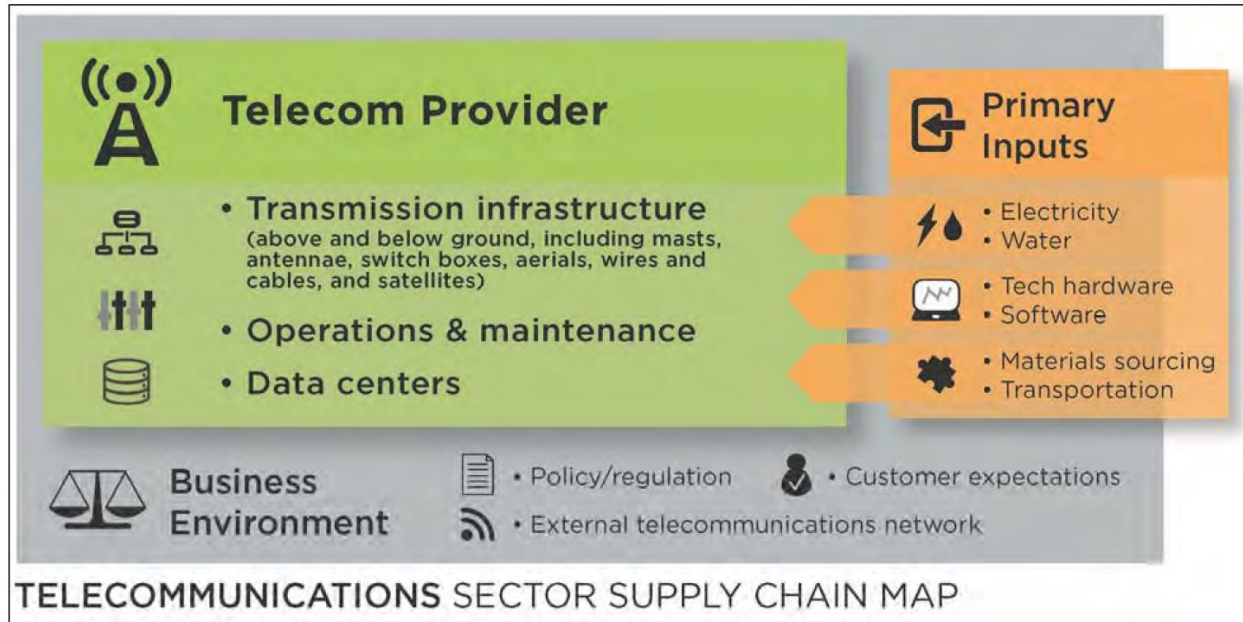 Telecom Provider
• Transmission infrastructure
(above and below ground, including masts,
antennae, switch boxes, aerials, wires and
cables, and satellites)
• Operations & maintenance
• Data centers
Primary
Inputs
• Electricity
• Water
• Tech hardware
• Software
• Materials sourcing
• Transportation
Business
Environment
• Policy/regulation
• Customer expectations
• External telecommunications network
TELECOMMUNICATIONS SECTOR SUPPLY CHAIN MAP